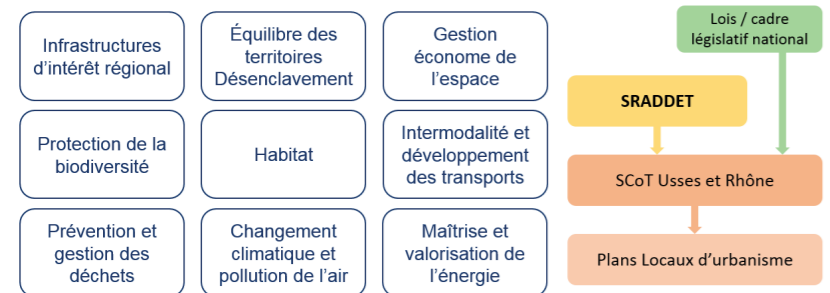 Infrastructures
d’intérêt régional
Équilibre des
territoires
Désenclavement
Gestion
économe de
l’espace
Protection de la
biodiversité
Habitat
Intermodalité et
développement
des transports
Prévention et
gestion des
déchets
Changement
climatique et
pollution de l’air
Maîtrise et
valorisation de
l’énergie
Lois / cadre
législatif national
SRADDET
SCoT Usses et Rhône
Plans Locaux d’urbanisme